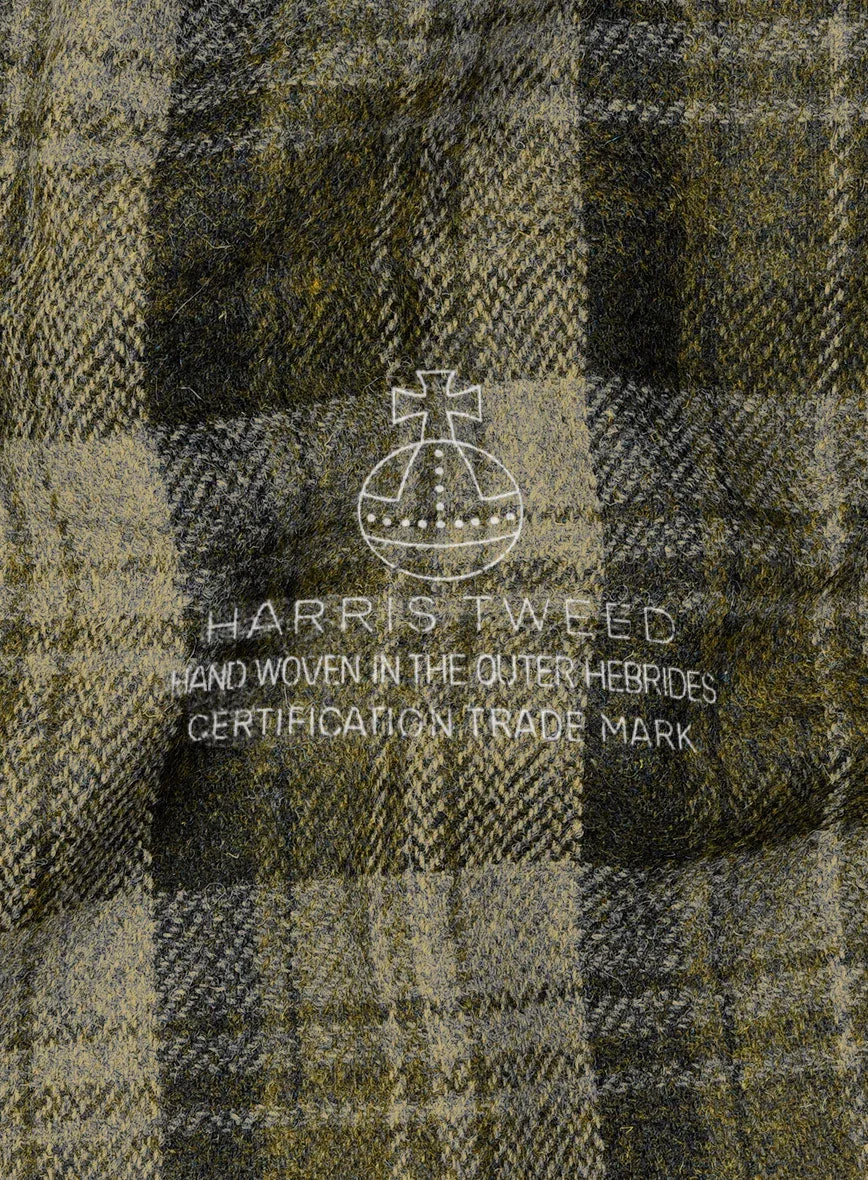 HARRIS TWEED
HAND WOVEN IN THE OUTER HEBRIDES
CERTIFICATION TRADE MARK